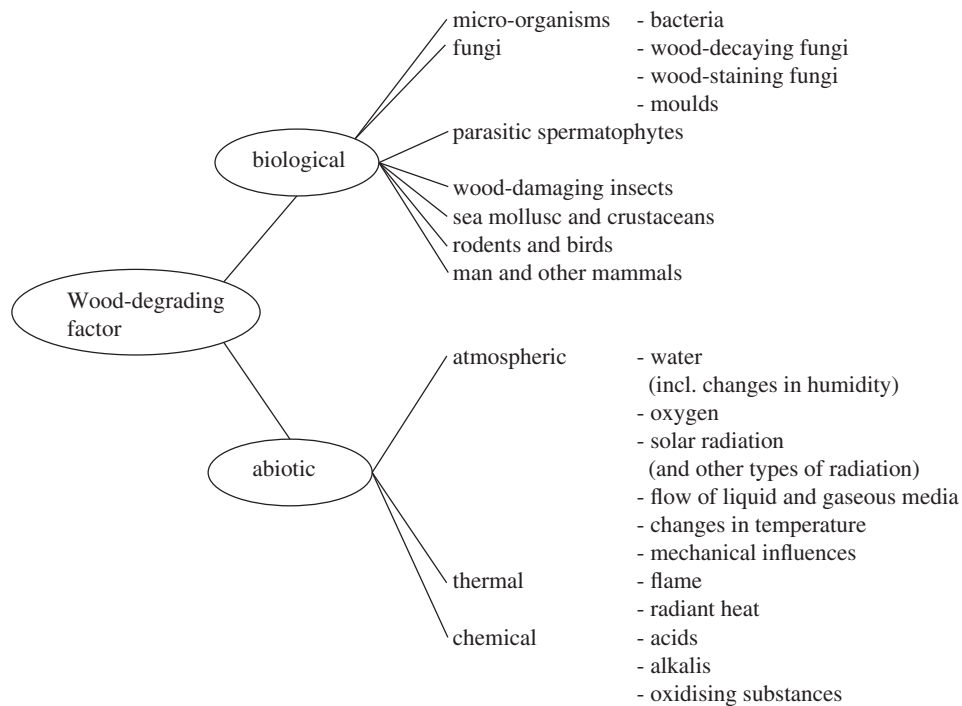 micro-organisms - bacteria
fungi - wood-decaying fungi
- wood-staining fungi
- moulds
parasitic spermatophytes
biological
wood-damaging insects
sea mollusc and crustaceans
rodents and birds
man and other mammals
Wood-degrading
factor
atmospheric - water
(incl. changes in humidity)
- oxygen
- solar radiation
(and other types of radiation)
abiotic
- flow of liquid and gaseous media
- changes in temperature
- mechanical influences
thermal - flame
- radiant heat
chemical - acids
- alkalis
- oxidising substances